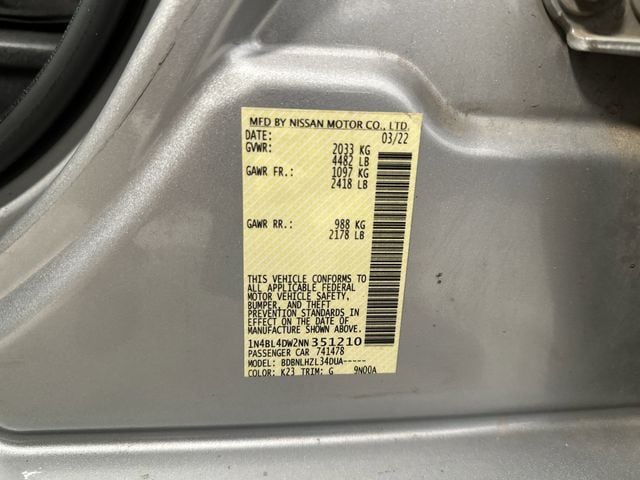 MFD BY NISSAN MOTOR CO., LTD.
DATE: 03/22
GVWR: 2033 KG
4482 LB
GAWR FR.: 1097 KG
2418 LB
GAWR RR.: 988 KG
2178 LB
THIS VEHICLE CONFORMS TO
ALL APPLICABLE FEDERAL
MOTOR VEHICLE SAFETY,
BUMPER, AND THEFT
PREVENTION STANDARDS IN
EFFECT ON THE DATE OF
MANUFACTURE SHOWN ABOVE.
1N4BL4DW2NN351210
PASSENGER CAR 741478
MODEL: BDBNLHZL34DUA-----
COLOR: K23 TRIM: G 9N00A